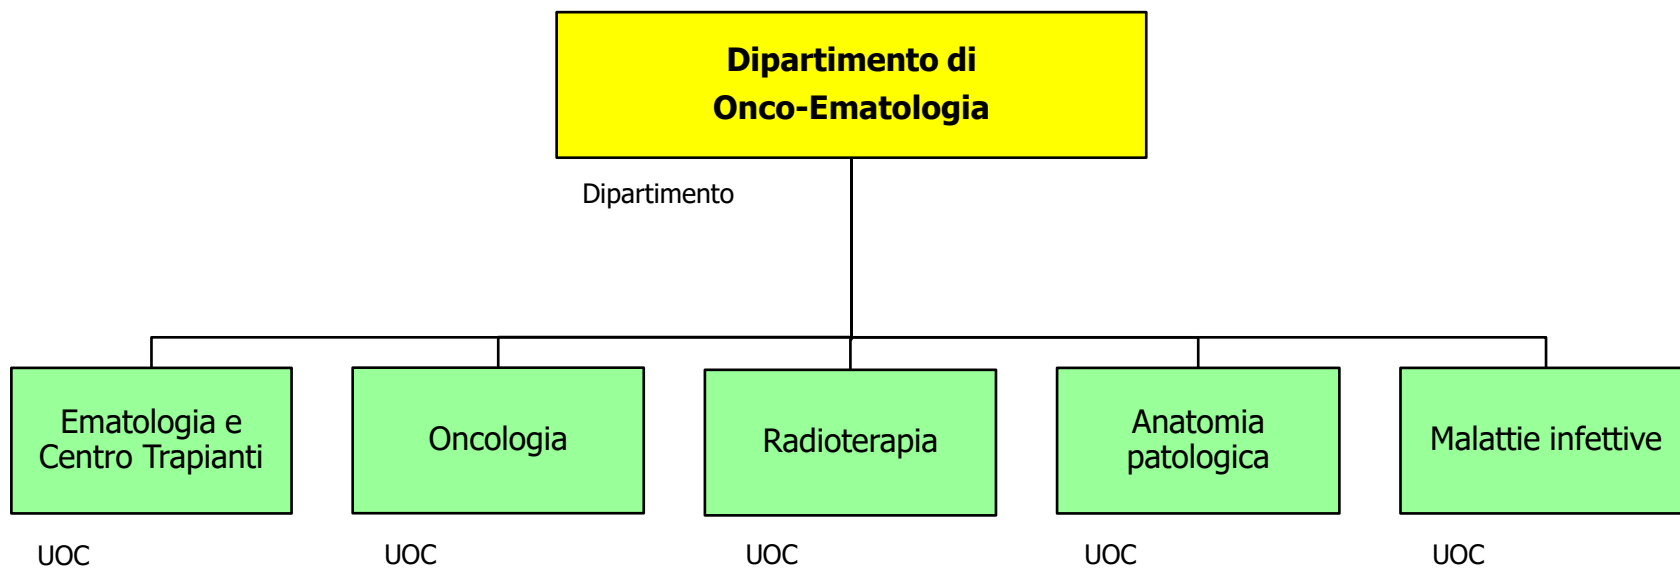 Dipartimento di
Onco-Ematologia
Dipartimento
Ematologia e
Centro Trapianti
UOC
Oncologia
UOC
Radioterapia
UOC
Anatomia
patologica
UOC
Malattie infettive
UOC